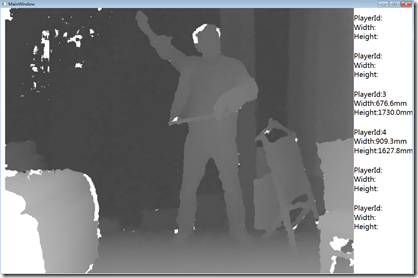 MainWindow
PlayerId:
Width:
Height:
PlayerId:
Width:
Height:
PlayerId:3
Width:676.6mm
Height:1730.0mm
PlayerId:4
Width:909.3mm
Height:1627.8mm
PlayerId:
Width:
Height:
PlayerId:
Width:
Height: